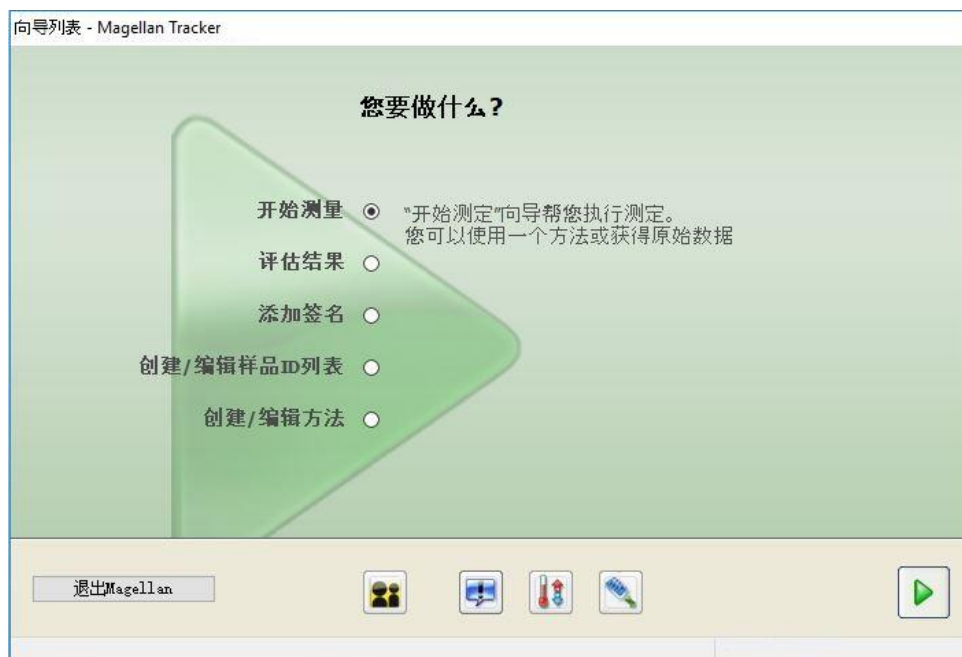 向导列表 - Magellan Tracker
您要做什么?
开始测量
"开始测定"向导帮您执行测定。
您可以使用一个方法或获得原始数据
评估结果
添加签名
创建/编辑样品ID列表
创建/编辑方法
退出Magellan